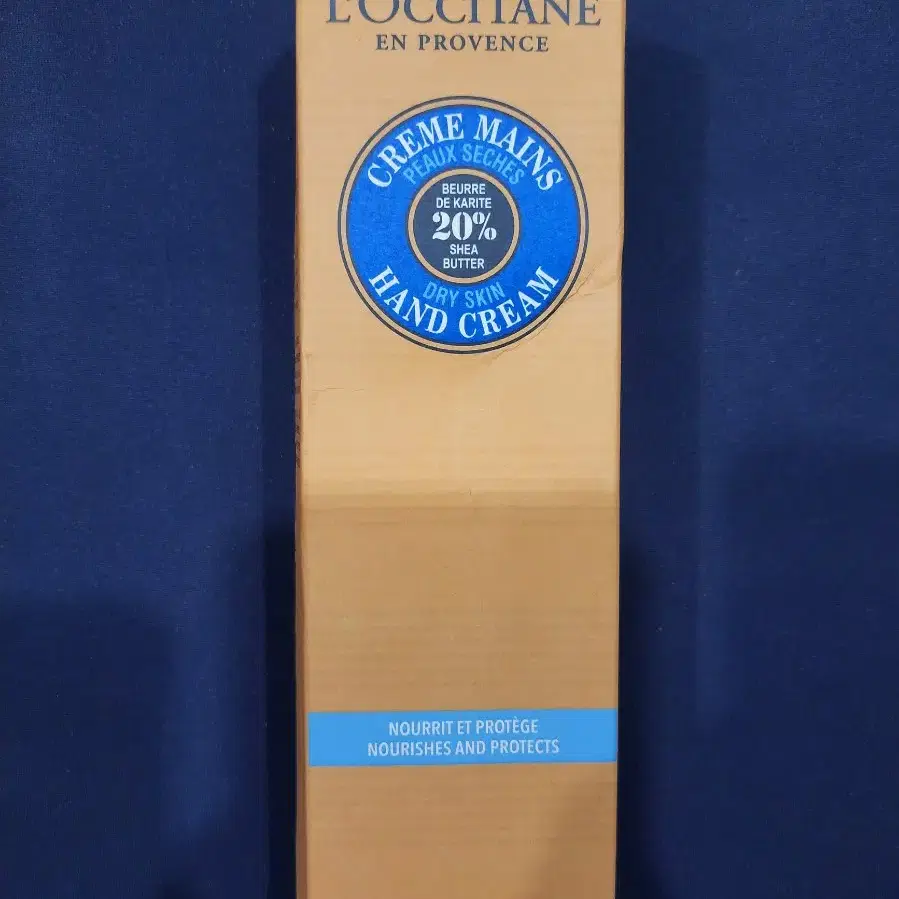 L'OCCITANE
EN PROVENCE
CREME MAINS
PEAUX SECHES
BEURRE
DE KARITE
20%
SHEA
BUTTER
DRY SKIN
HAND CREAM
NOURRIT ET PROTÈGE
NOURISHES AND PROTECTS